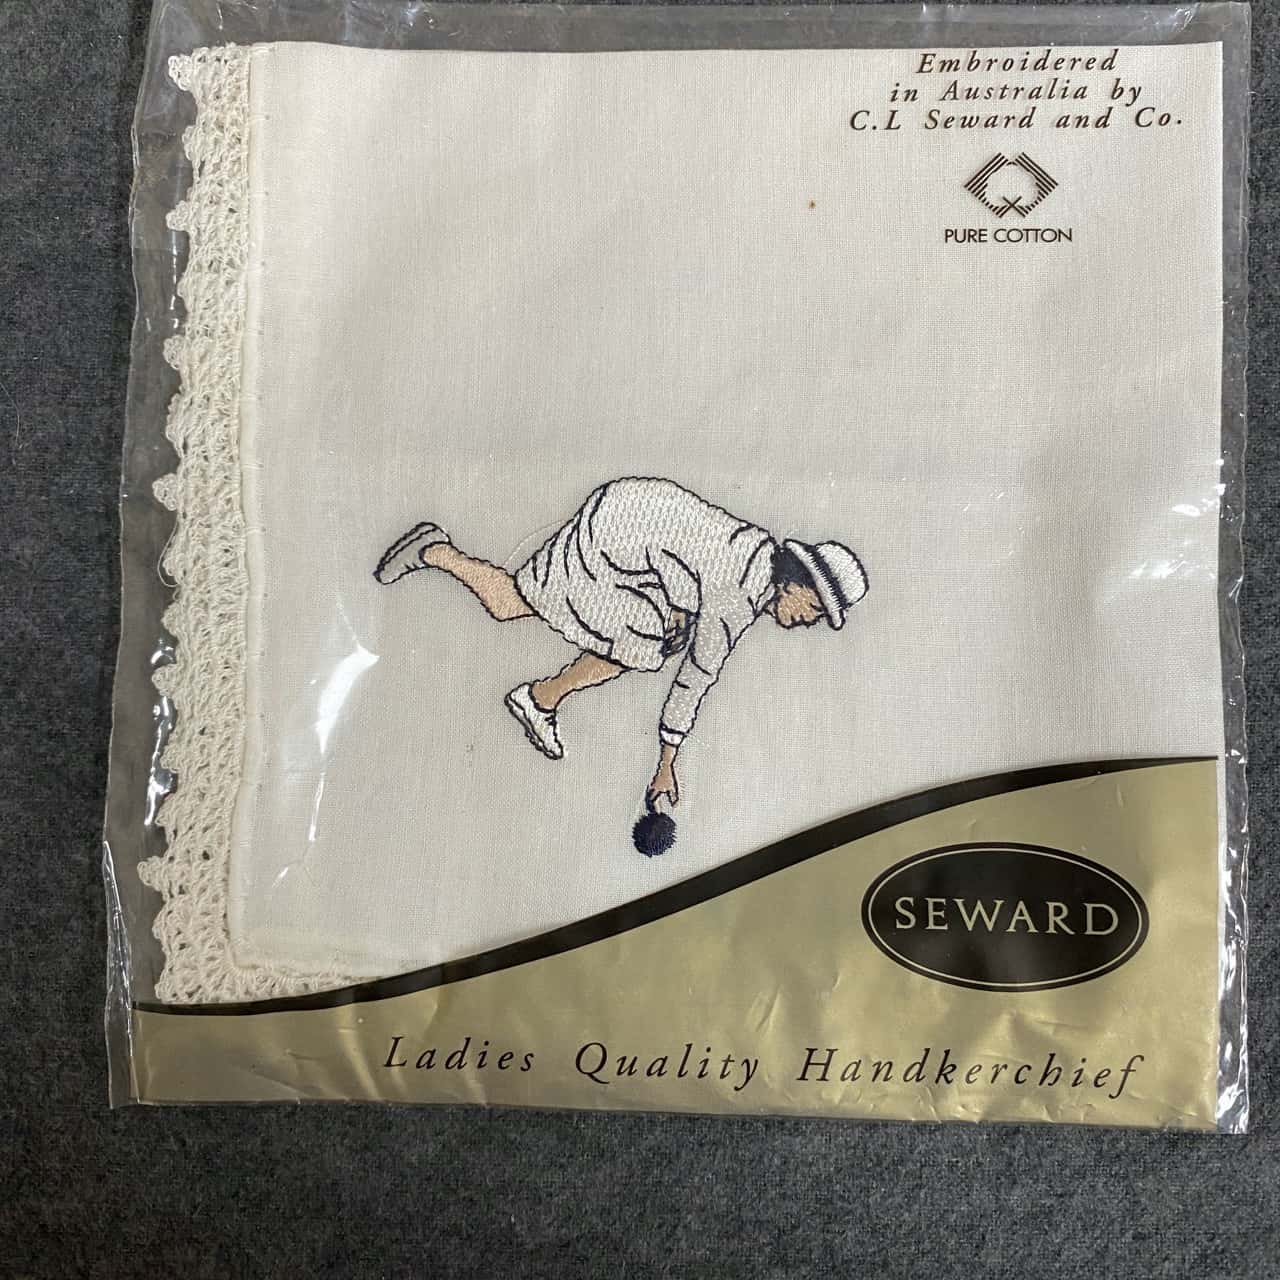 Embroidered
in Australia by
C.L Seward and Co.
PURE COTTON
SEWARD
Ladies Quality Handkerchief